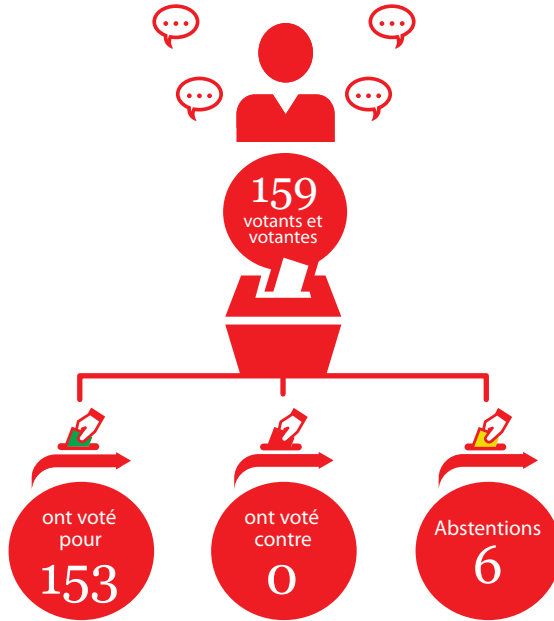 159
votants et
votantes
ont voté
pour
153
ont voté
contre
0
Abstentions
6